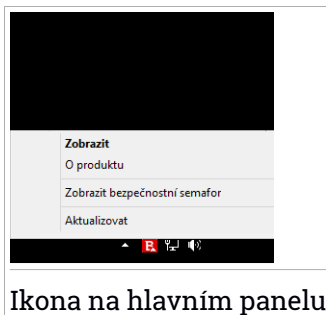 Zobrazit
O produktu
Zobrazit bezpečnostní semafor
Aktualizovat
B
Ikona na hlavním panelu